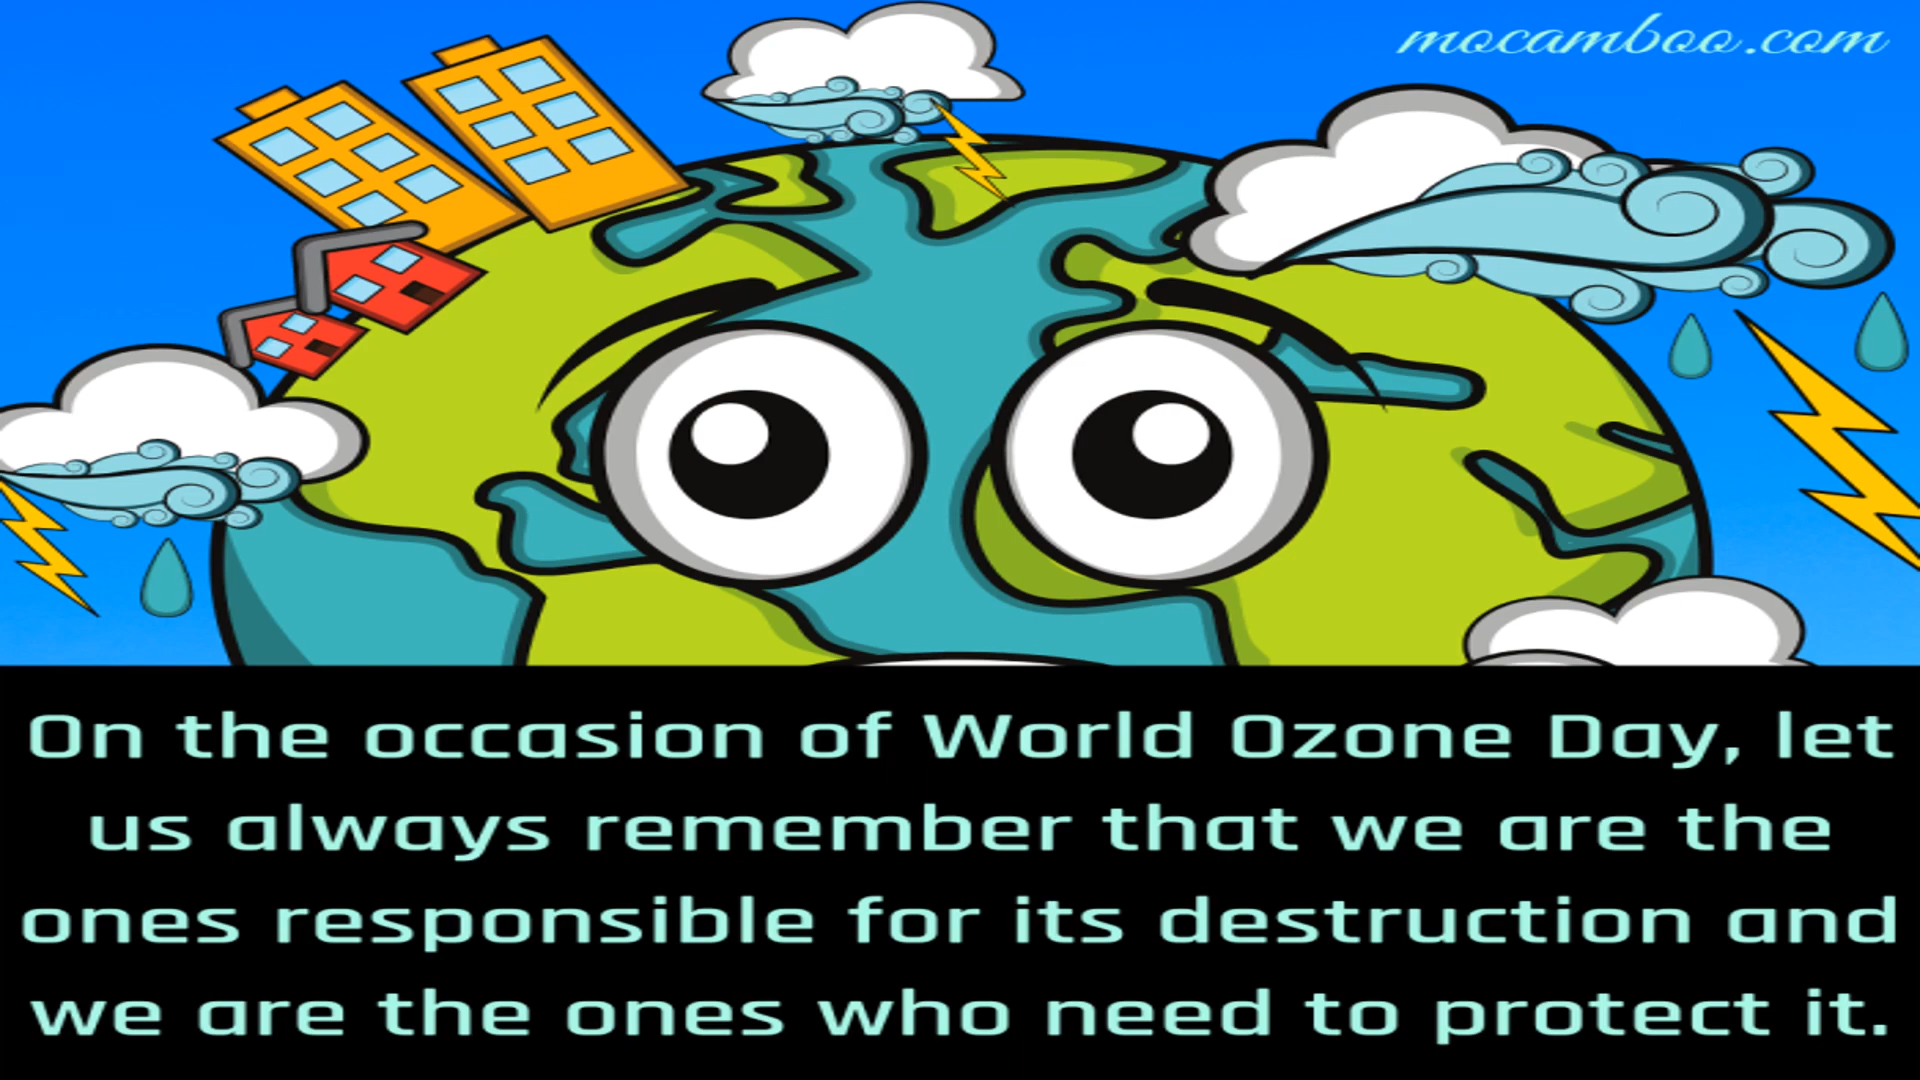 mocamboo.com
On the occasion of World Ozone Day, let
us always remember that we are the
ones responsible for its destruction and
we are the ones who need to protect it.